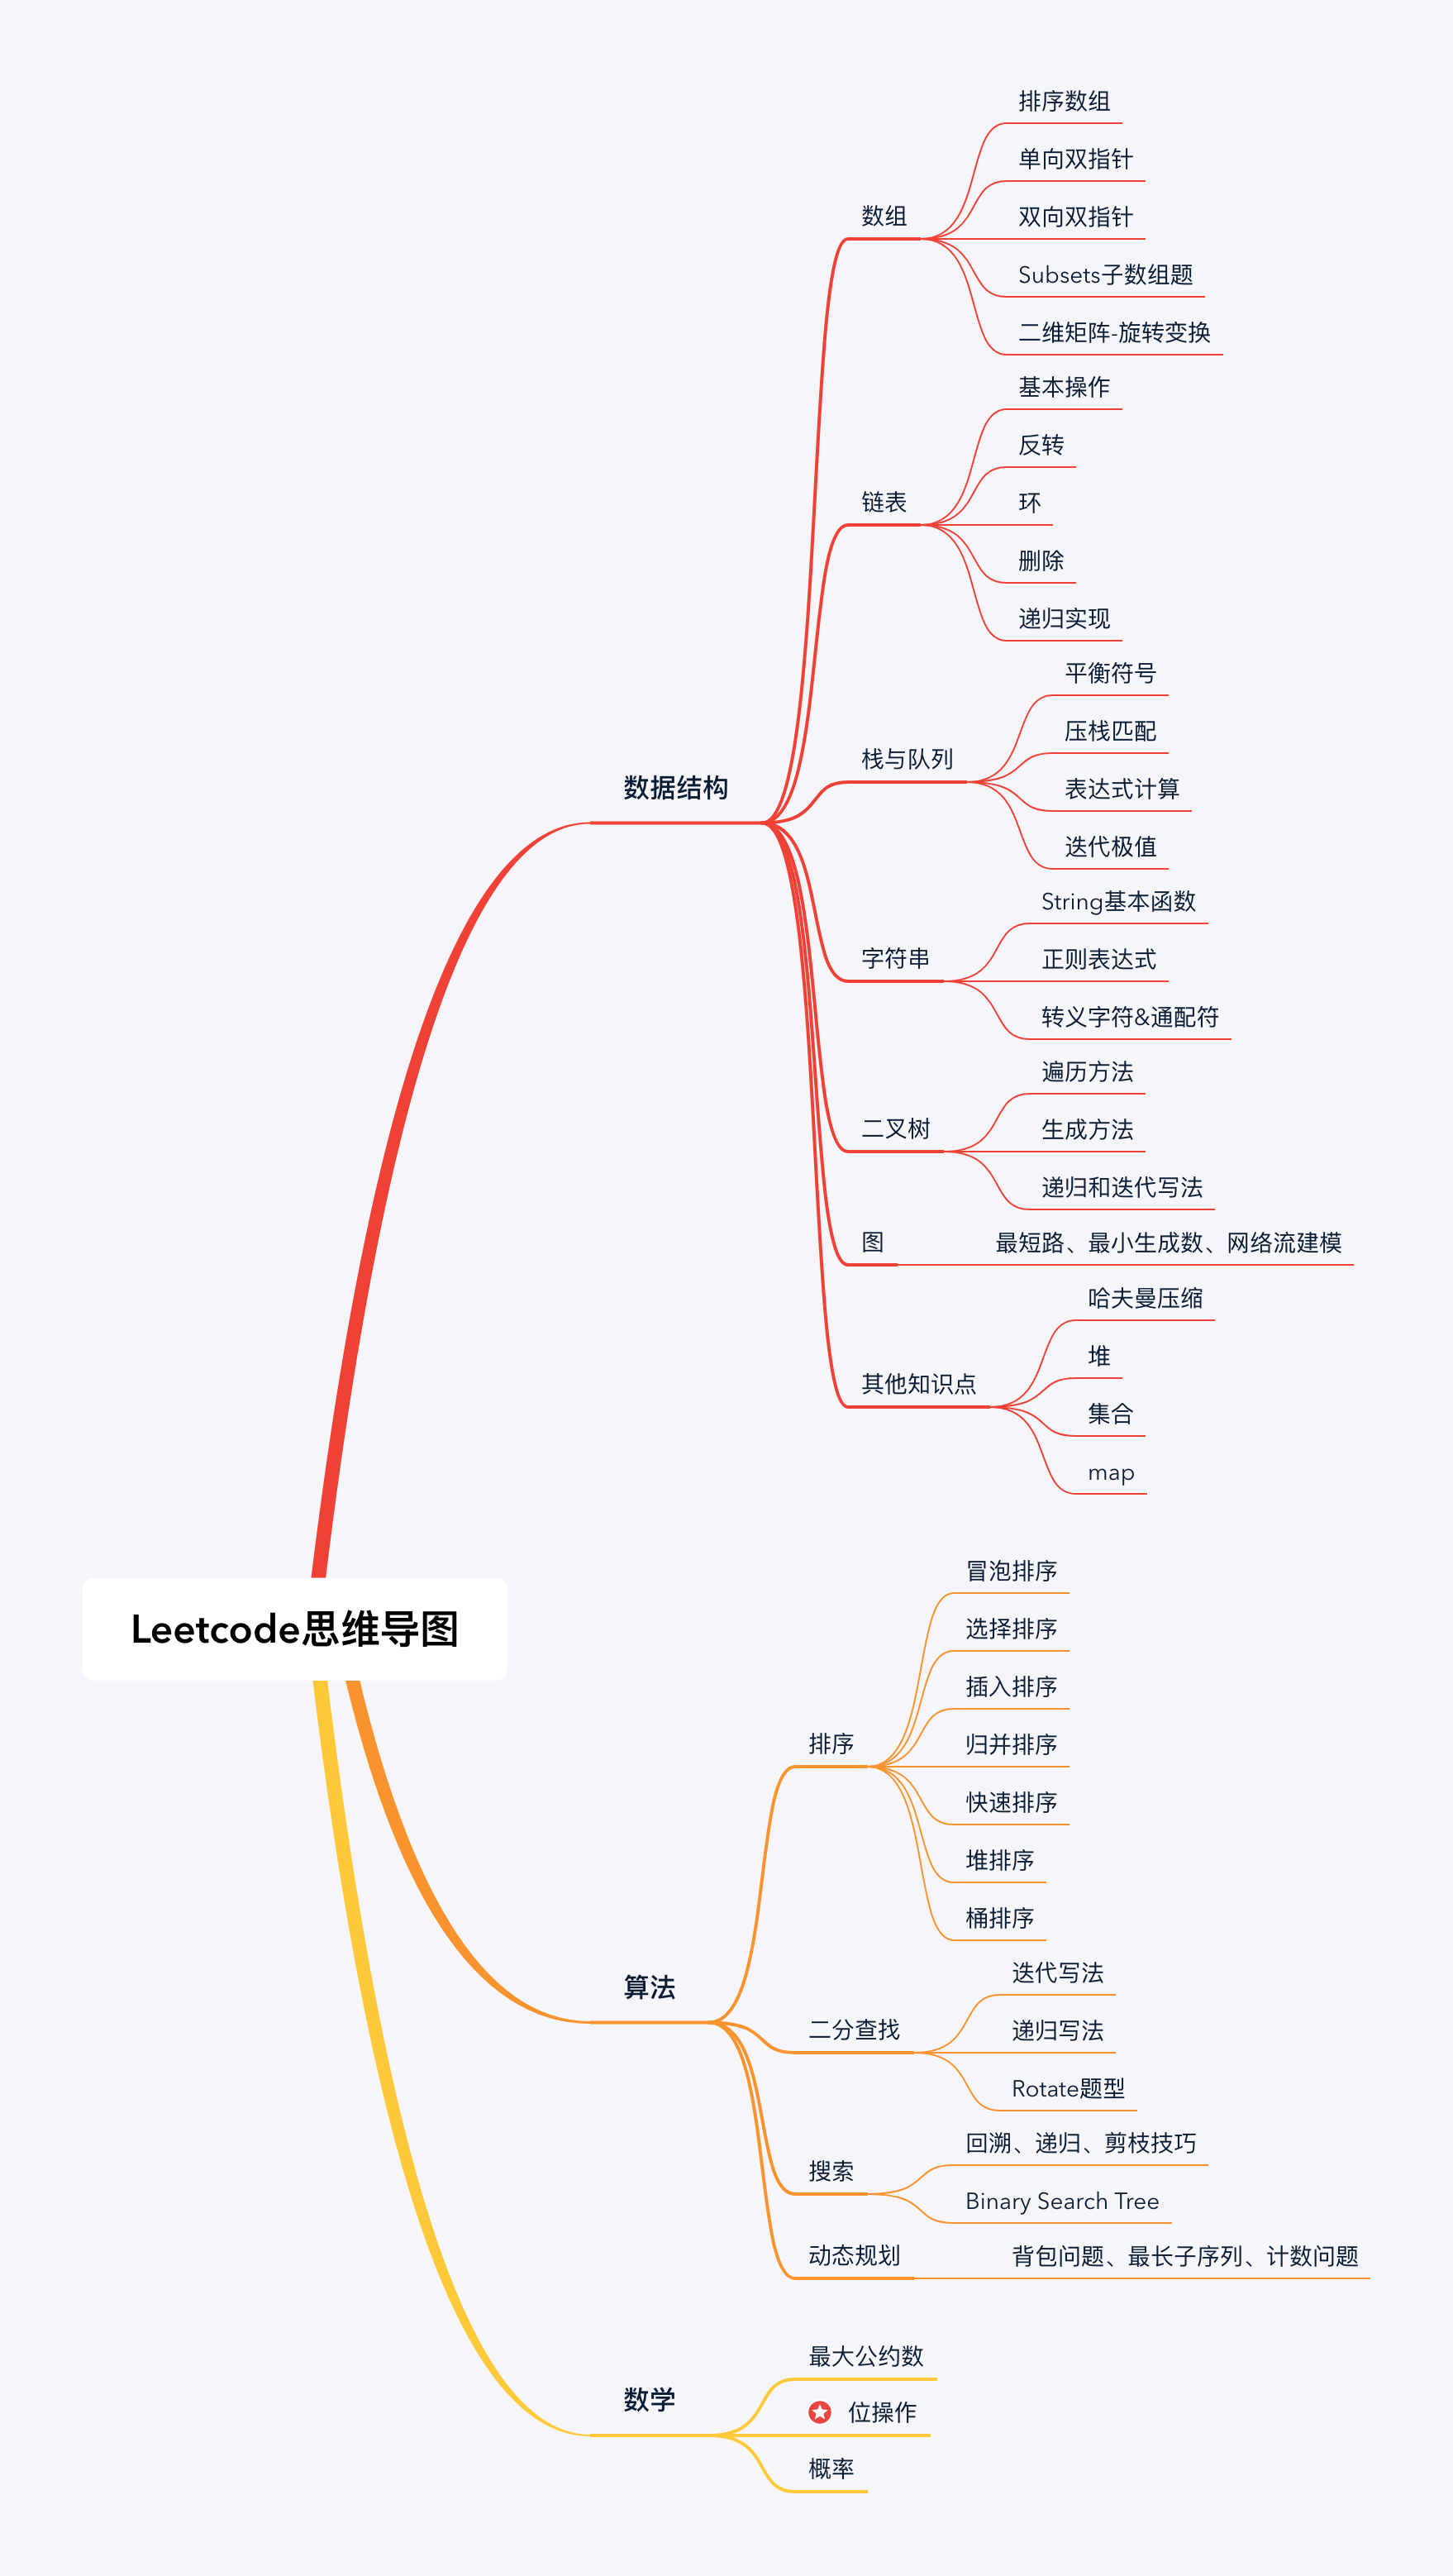 Leetcode思维导图
数据结构
数组
排序数组
单向双指针
双向双指针
Subsets子数组题
二维矩阵-旋转变换
链表
基本操作
反转
环
删除
递归实现
栈与队列
平衡符号
压栈匹配
表达式计算
迭代极值
字符串
String基本函数
正则表达式
转义字符&通配符
二叉树
遍历方法
生成方法
递归和迭代写法
图
最短路、最小生成数、网络流建模
其他知识点
哈夫曼压缩
堆
集合
map
算法
排序
冒泡排序
选择排序
插入排序
归并排序
快速排序
堆排序
桶排序
二分查找
迭代写法
递归写法
Rotate题型
搜索
回溯、递归、剪枝技巧
Binary Search Tree
动态规划
背包问题、最长子序列、计数问题
数学
最大公约数
位操作
概率